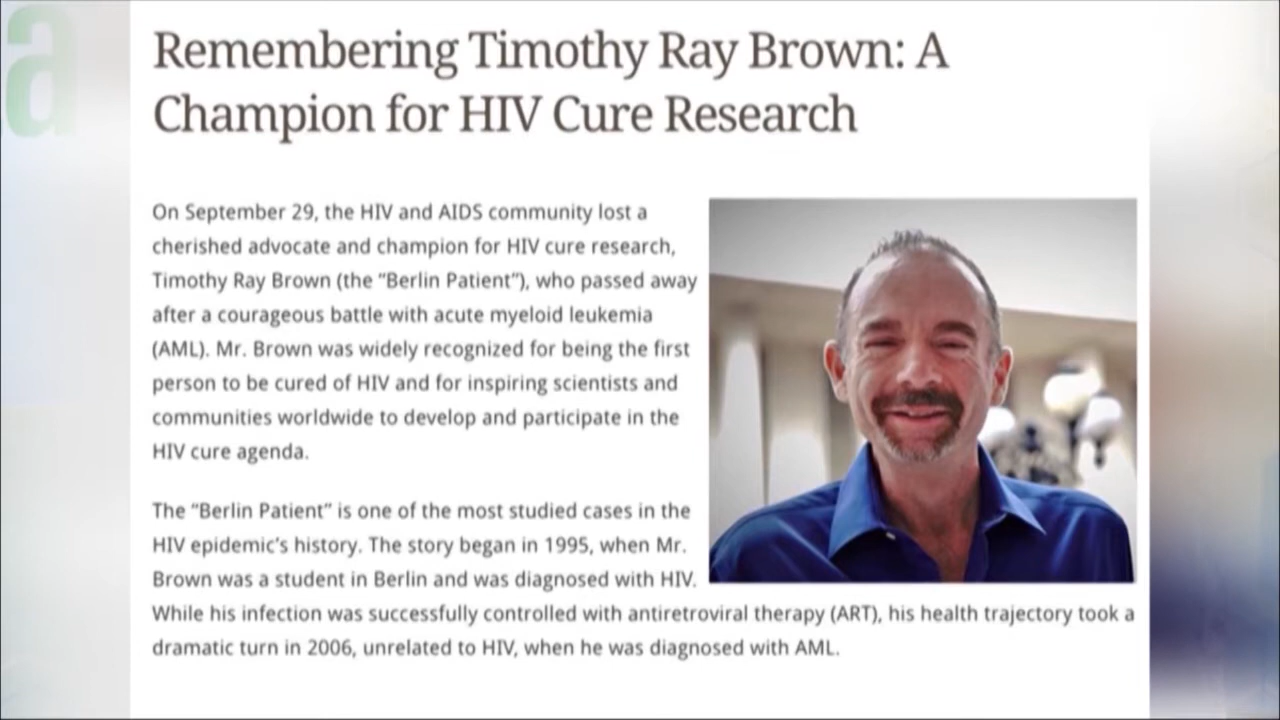 a
Remembering Timothy Ray Brown: A
Champion for HIV Cure Research
On September 29, the HIV and AIDS community lost a
cherished advocate and champion for HIV cure research,
Timothy Ray Brown (the “Berlin Patient”), who passed away
after a courageous battle with acute myeloid leukemia
(AML). Mr. Brown was widely recognized for being the first
person to be cured of HIV and for inspiring scientists and
communities worldwide to develop and participate in the
HIV cure agenda.
The “Berlin Patient” is one of the most studied cases in the
HIV epidemic’s history. The story began in 1995, when Mr.
Brown was a student in Berlin and was diagnosed with HIV.
While his infection was successfully controlled with antiretroviral therapy (ART), his health trajectory took a
dramatic turn in 2006, unrelated to HIV, when he was diagnosed with AML.